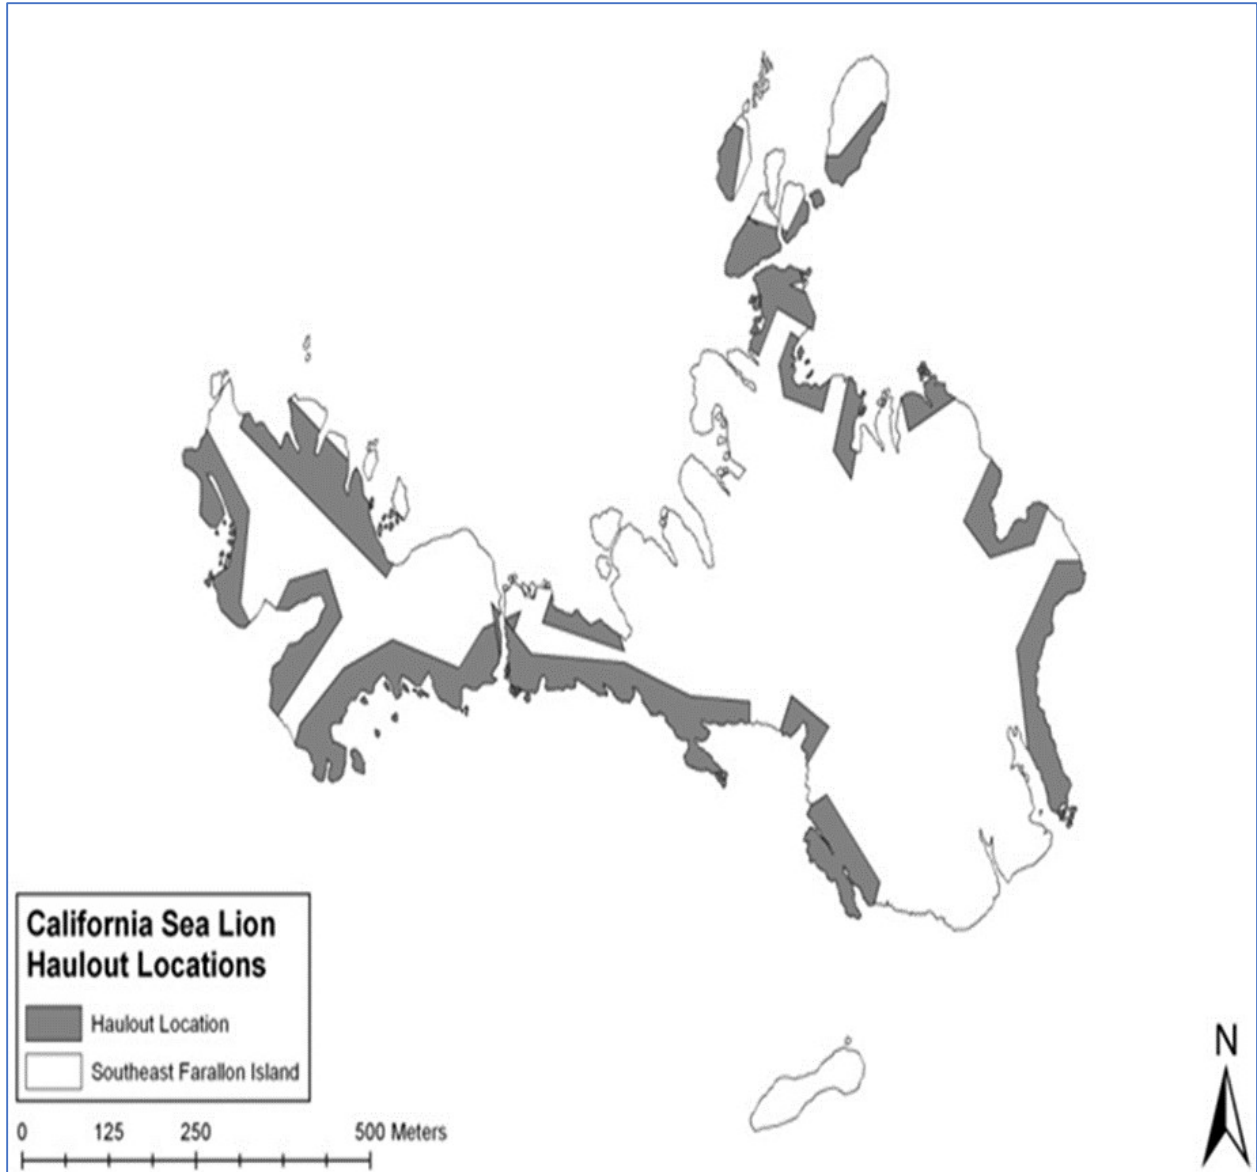 California Sea Lion
Haulout Locations
Haulout Location
Southeast Farallon Island
0 125 250 500 Meters
N